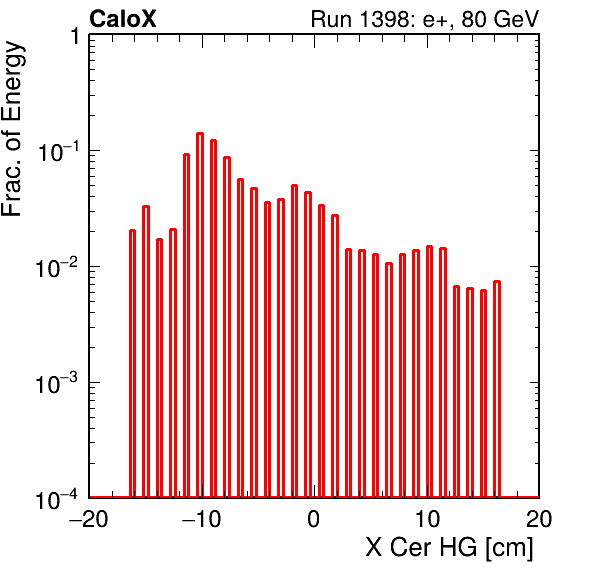 CaloX Run 1398: e+, 80 GeV
Frac. of Energy
1
10⁻¹
10⁻²
10⁻³
10⁻⁴
−20 −10 0 10 20
X Cer HG [cm]